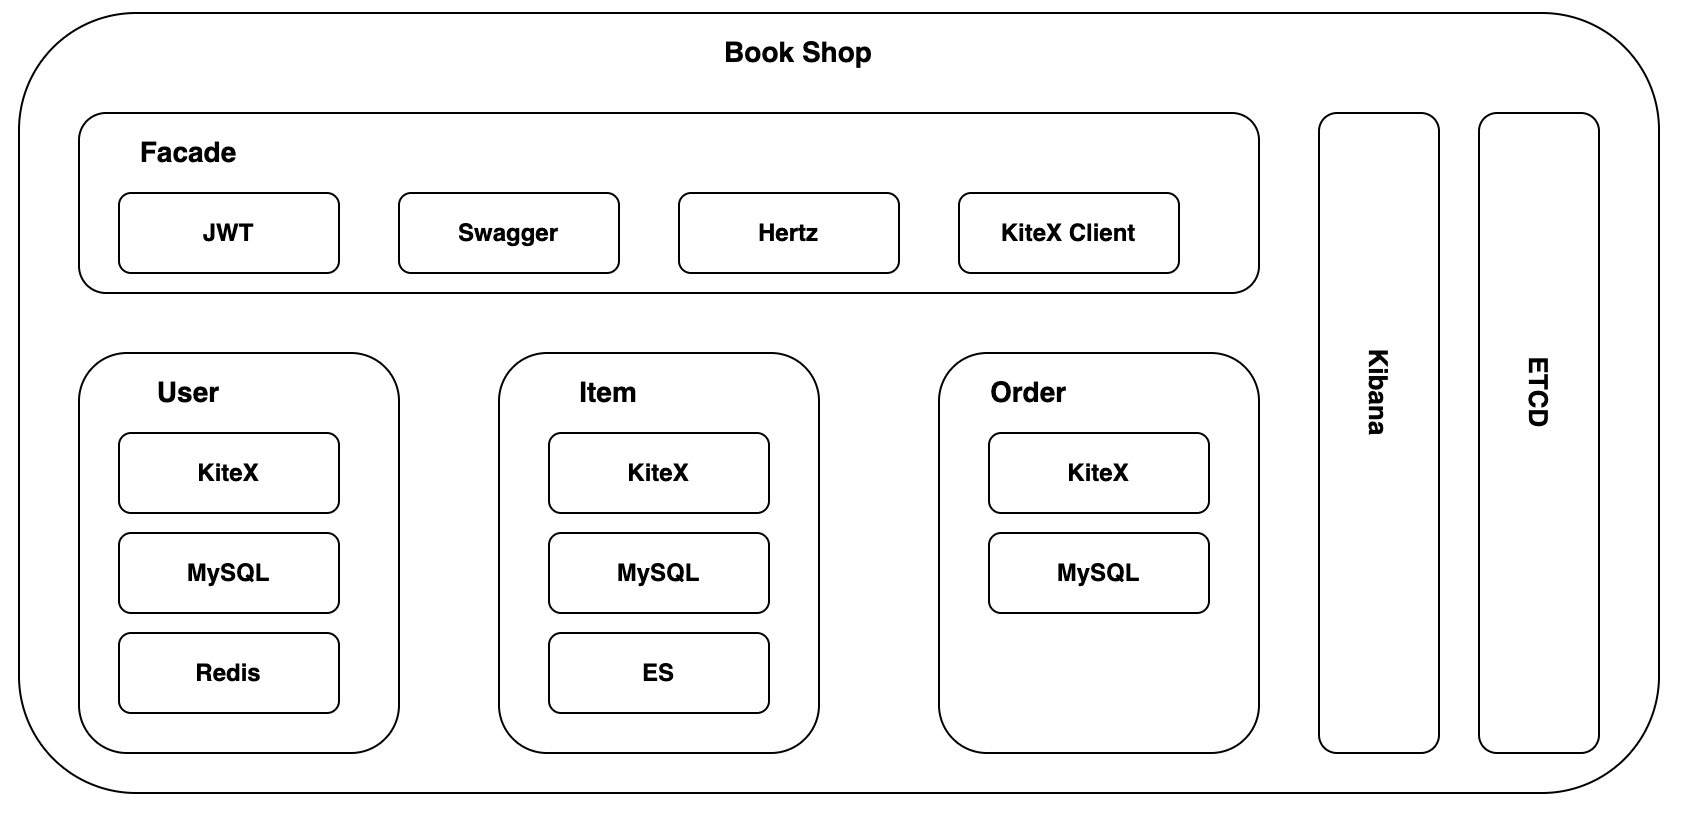 Book Shop
Facade
JWT
Swagger
Hertz
KiteX Client
User
KiteX
MySQL
Redis
Item
KiteX
MySQL
ES
Order
KiteX
MySQL
Kibana
ETCD